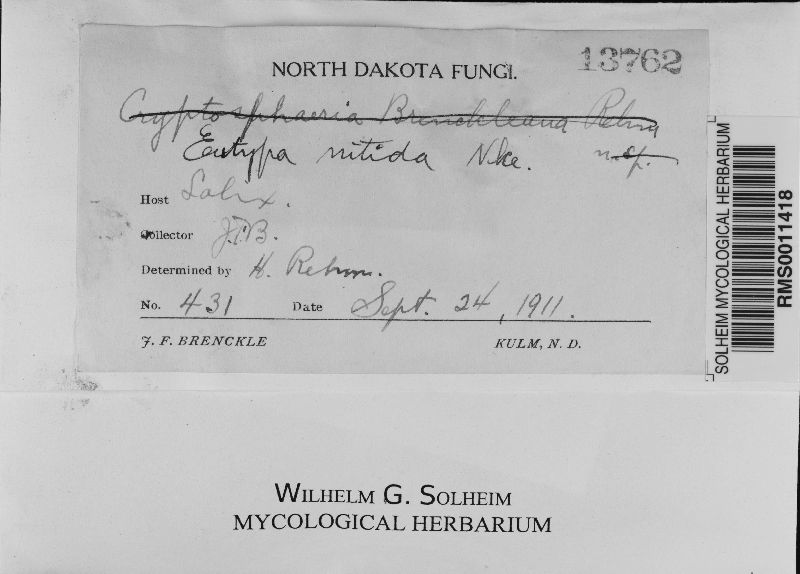 NORTH DAKOTA FUNGI.
13762
Cryptosphaeria Brenckleana Rehm
n. sp.
Eutypa nitida Nke.
Host Salix.
Collector J.F.B.
Determined by H. Rehm.
No. 431 Date Sept. 24, 1911.
J. F. BRENCKLE KULM, N. D.
SOLHEIM MYCOLOGICAL HERBARIUM
RMS0011418
WILHELM G. SOLHEIM
MYCOLOGICAL HERBARIUM